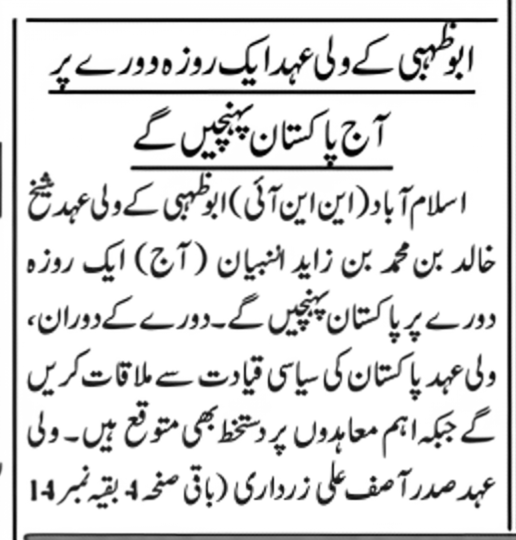 ابوظہبی کے ولی عہد ایک روزہ دورے پر
آج پاکستان پہنچیں گے
اسلام آباد (این این آئی) ابوظہبی کے ولی عہد شیخ
خالد بن محمد بن زاید النہیان (آج) ایک روزہ
دورے پر پاکستان پہنچیں گے۔ دورے کے دوران،
ولی عہد پاکستان کی سیاسی قیادت سے ملاقات کریں
گے جبکہ اہم معاہدوں پر دستخط بھی متوقع ہیں۔ ولی
عہد صدر آصف علی زرداری (باقی صفحہ 4 بقیہ نمبر 14